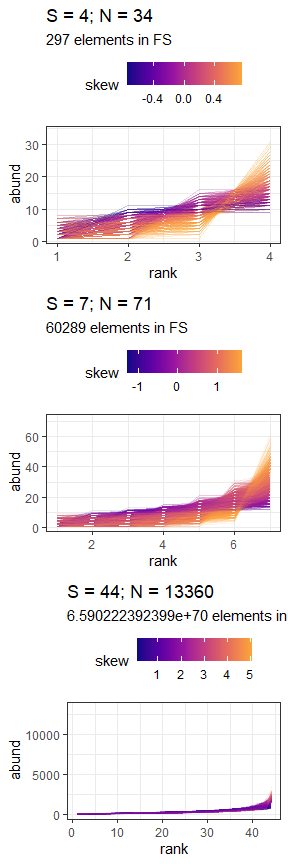 S = 4; N = 34
297 elements in FS
skew
-0.4 0.0 0.4
30
20
10
0
abund
1 2 3 4
rank
S = 7; N = 71
60289 elements in FS
skew
-1 0 1
60
40
20
0
abund
2 4 6
rank
S = 44; N = 13360
6.590222392399e+70 elements in
skew
1 2 3 4 5
10000
5000
0
abund
0 10 20 30 40
rank